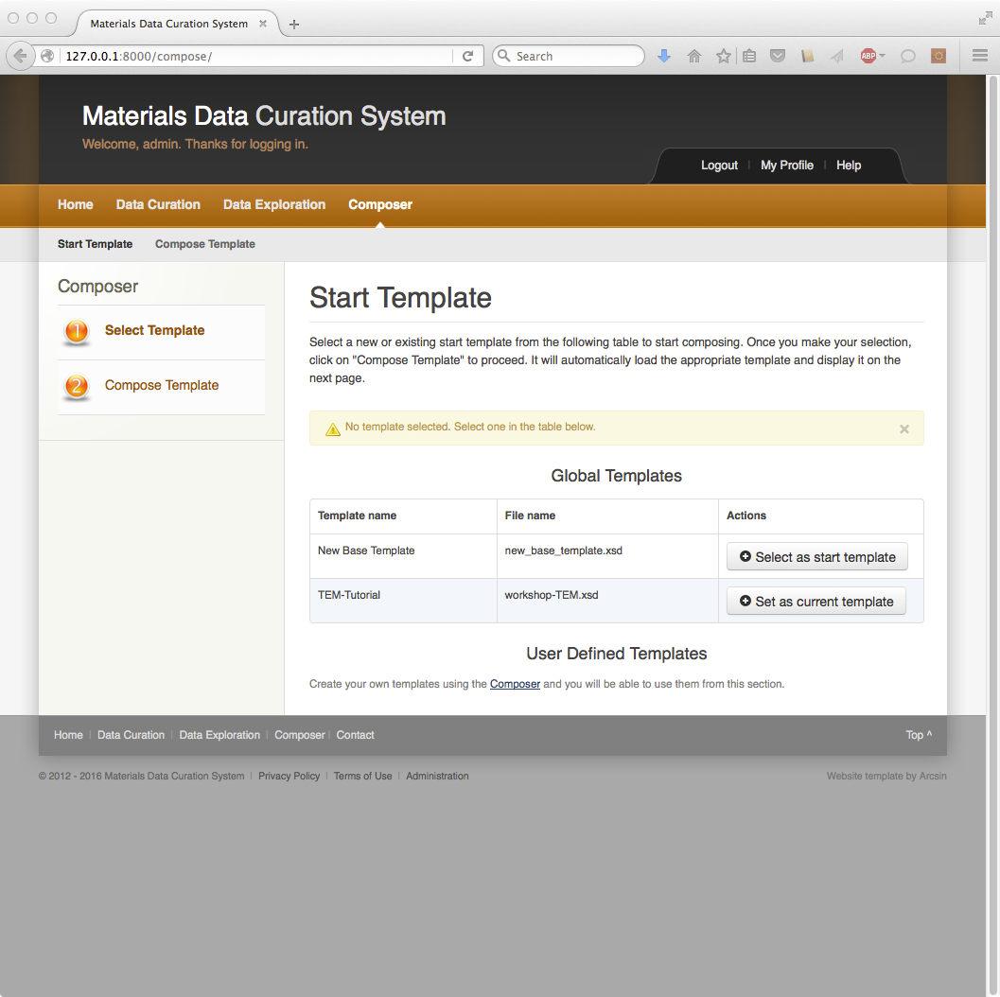 Materials Data Curation System
127.0.0.1:8000/compose/
Search
ABP
Materials Data Curation System
Welcome, admin. Thanks for logging in.
Logout | My Profile | Help
Home Data Curation Data Exploration Composer
Start Template Compose Template
Composer
1 Select Template
2 Compose Template
Start Template
Select a new or existing start template from the following table to start composing. Once you make your selection,
click on "Compose Template" to proceed. It will automatically load the appropriate template and display it on the
next page.
No template selected. Select one in the table below.
Global Templates
Template name File name Actions
New Base Template new_base_template.xsd Select as start template
TEM-Tutorial workshop-TEM.xsd Set as current template
User Defined Templates
Create your own templates using the Composer and you will be able to use them from this section.
Home | Data Curation | Data Exploration | Composer | Contact Top ^
© 2012 - 2016 Materials Data Curation System | Privacy Policy | Terms of Use | Administration Website template by Arcsin